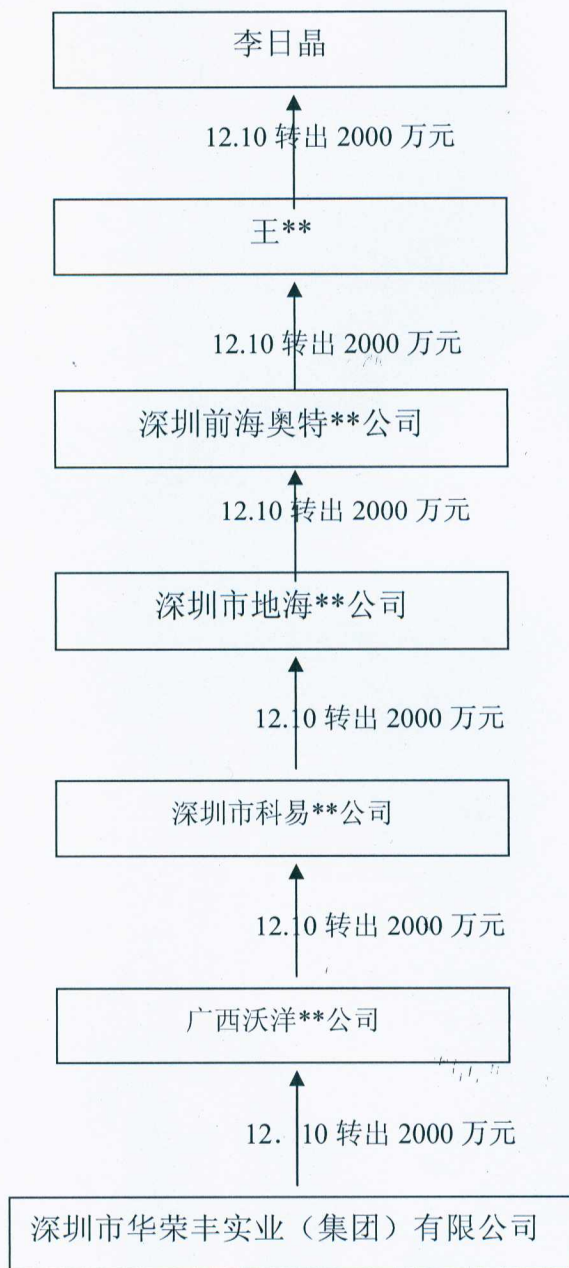 李日晶
12.10 转出 2000 万元
王**
12.10 转出 2000 万元
深圳前海奥特**公司
12.10 转出 2000 万元
深圳市地海**公司
12.10 转出 2000 万元
深圳市科易**公司
12.10 转出 2000 万元
广西沃洋**公司
12. 10 转出 2000 万元
深圳市华荣丰实业（集团）有限公司